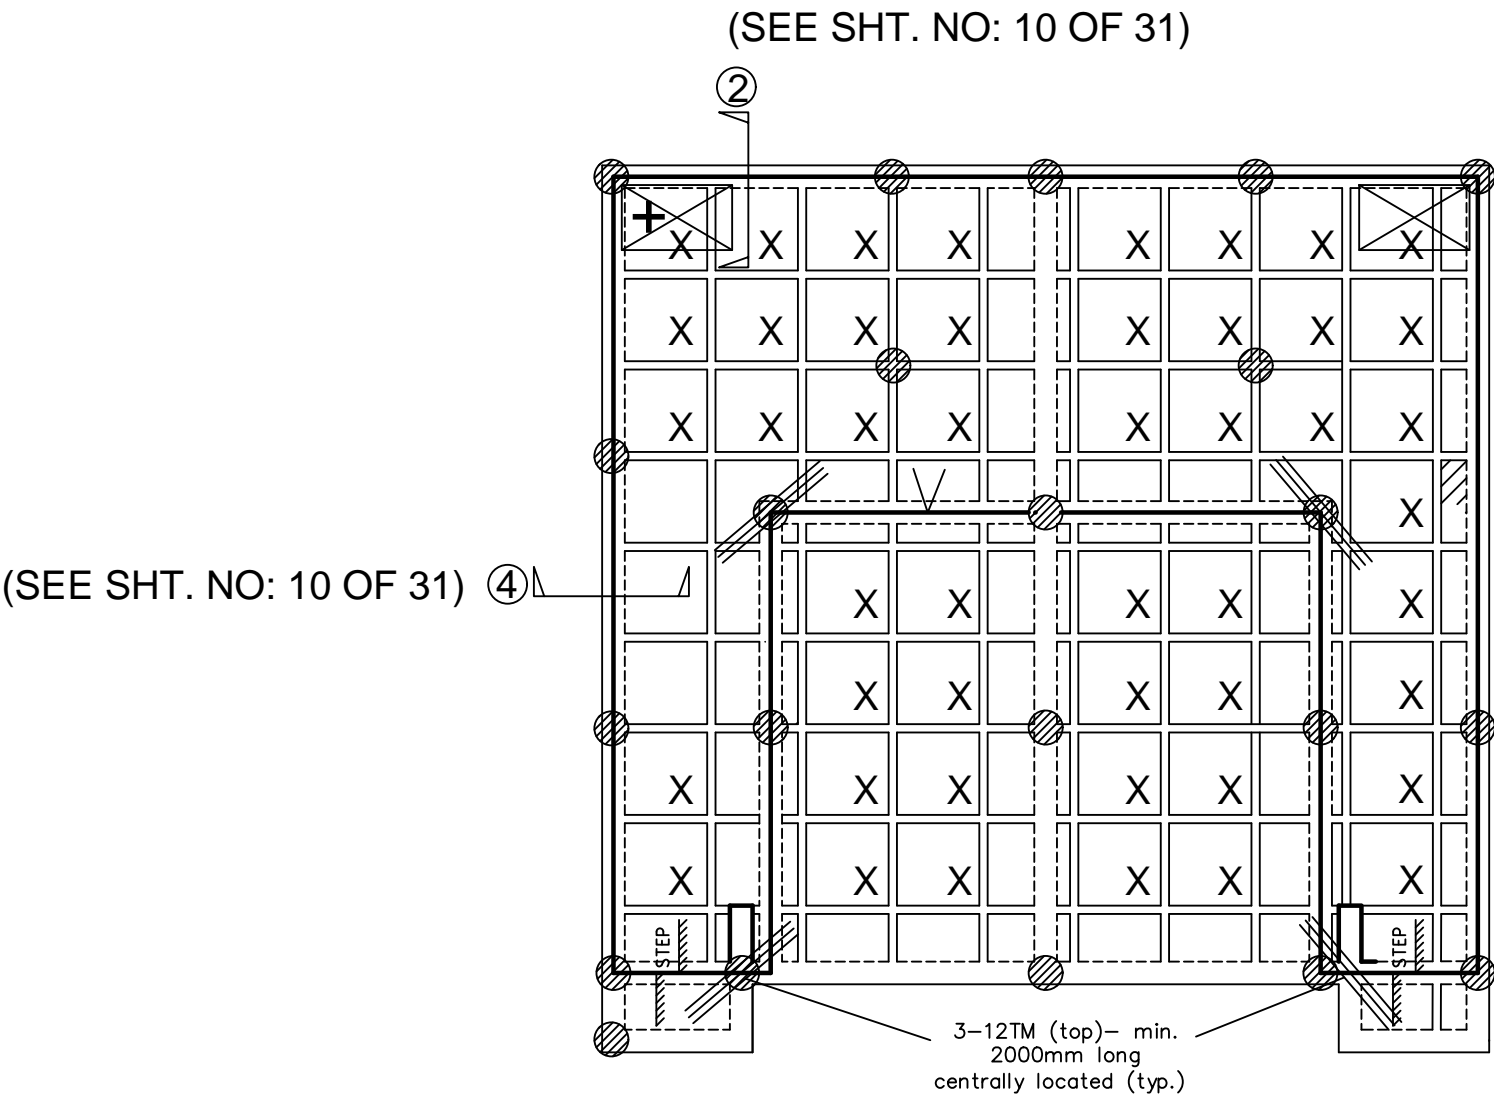 (SEE SHT. NO: 10 OF 31)
2
X X X X X X X X
X X X X X X X X
X X X X X X X X
X
(SEE SHT. NO: 10 OF 31) 4
X X X X X
X X X X X
X X X X X X
X X X X X X
STEP
STEP
3-12TM (top)- min.
2000mm long
centrally located (typ.)